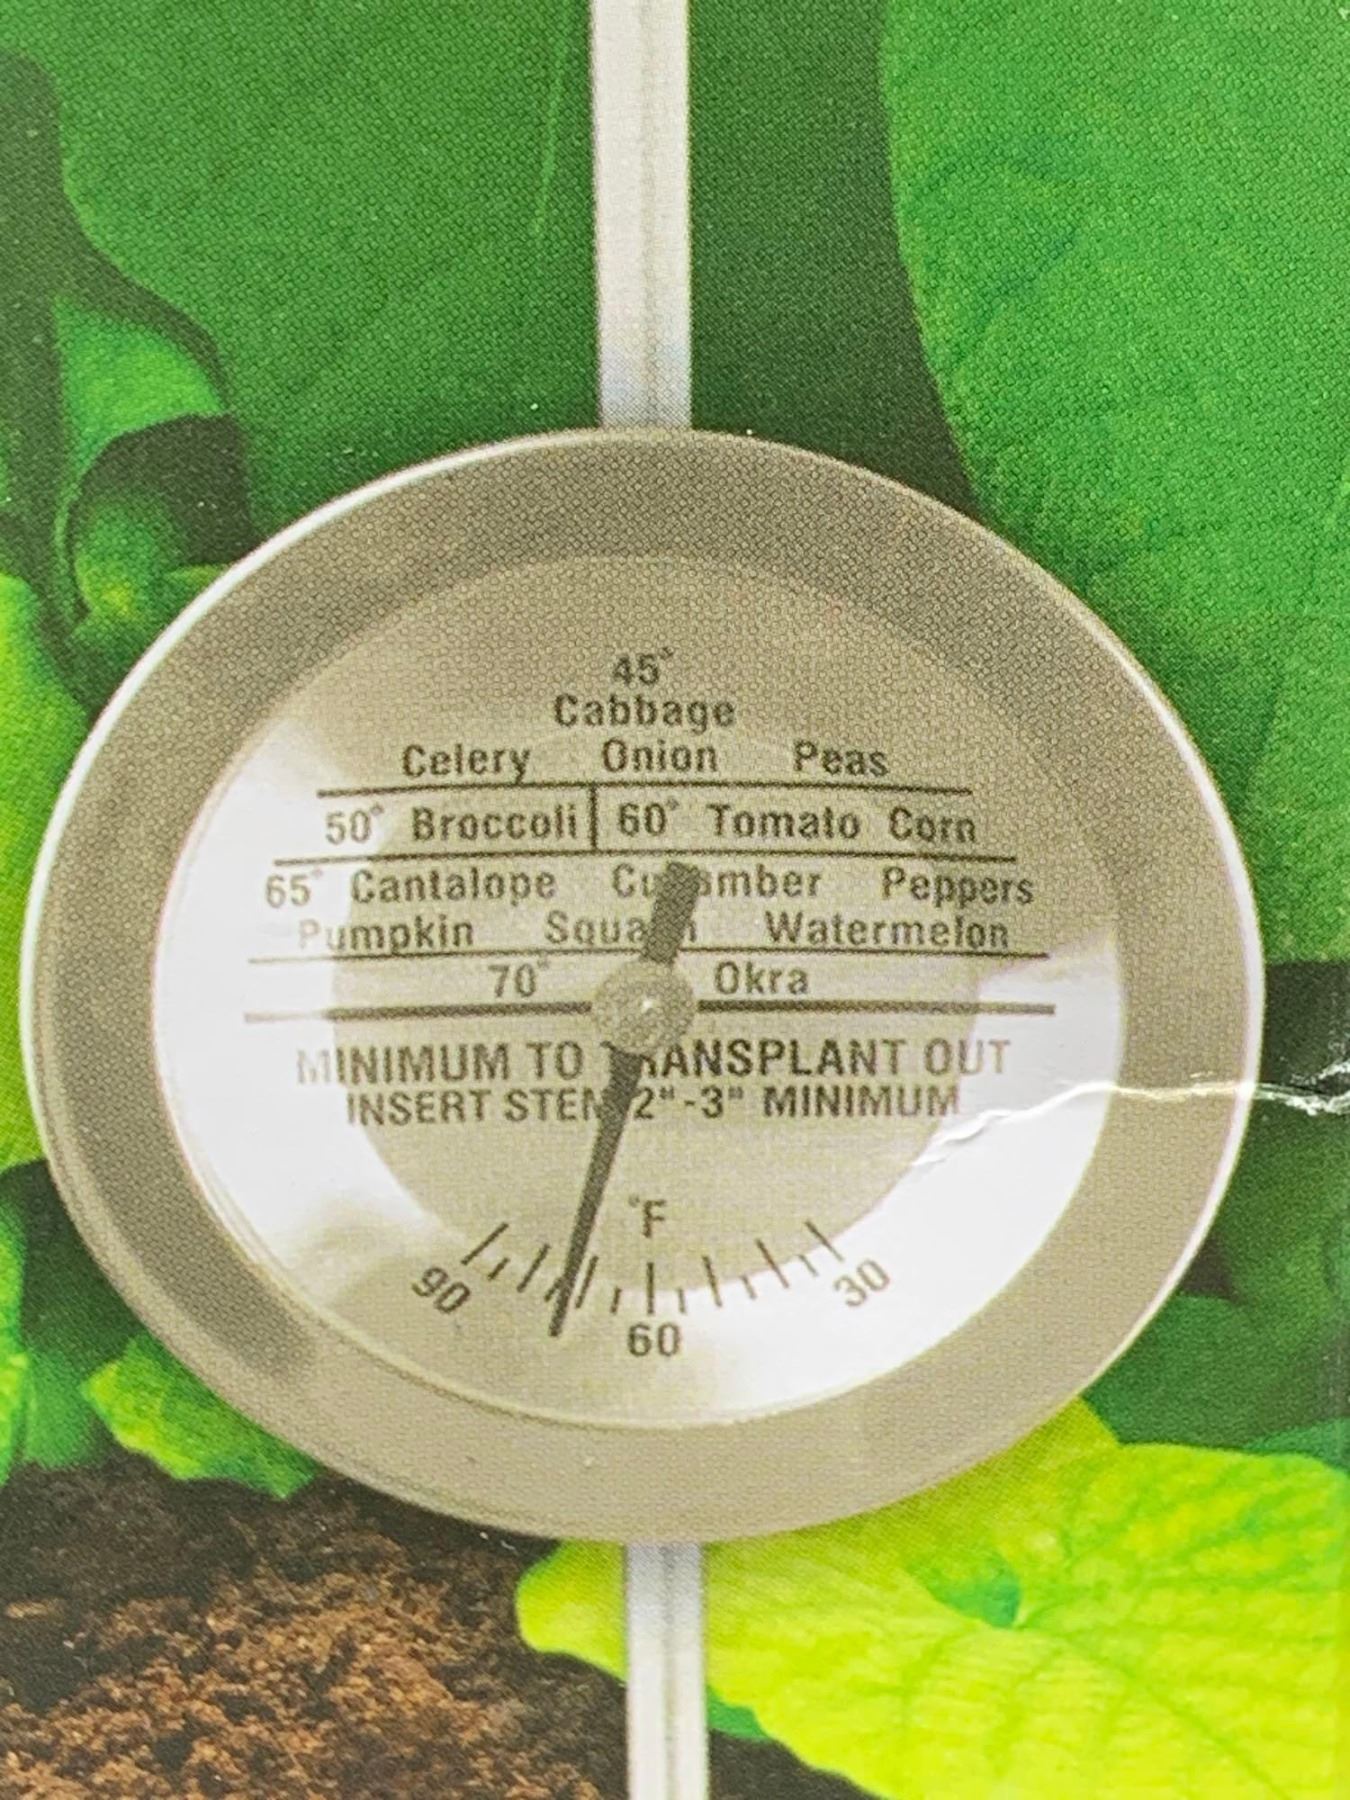 45°
Cabbage
Celery Onion Peas
50° Broccoli 60° Tomato Corn
65° Cantalope Cucumber Peppers
Pumpkin Squash Watermelon
70° Okra
MINIMUM TO TRANSPLANT OUT
INSERT STEM 2"-3" MINIMUM
°F
90 60 30